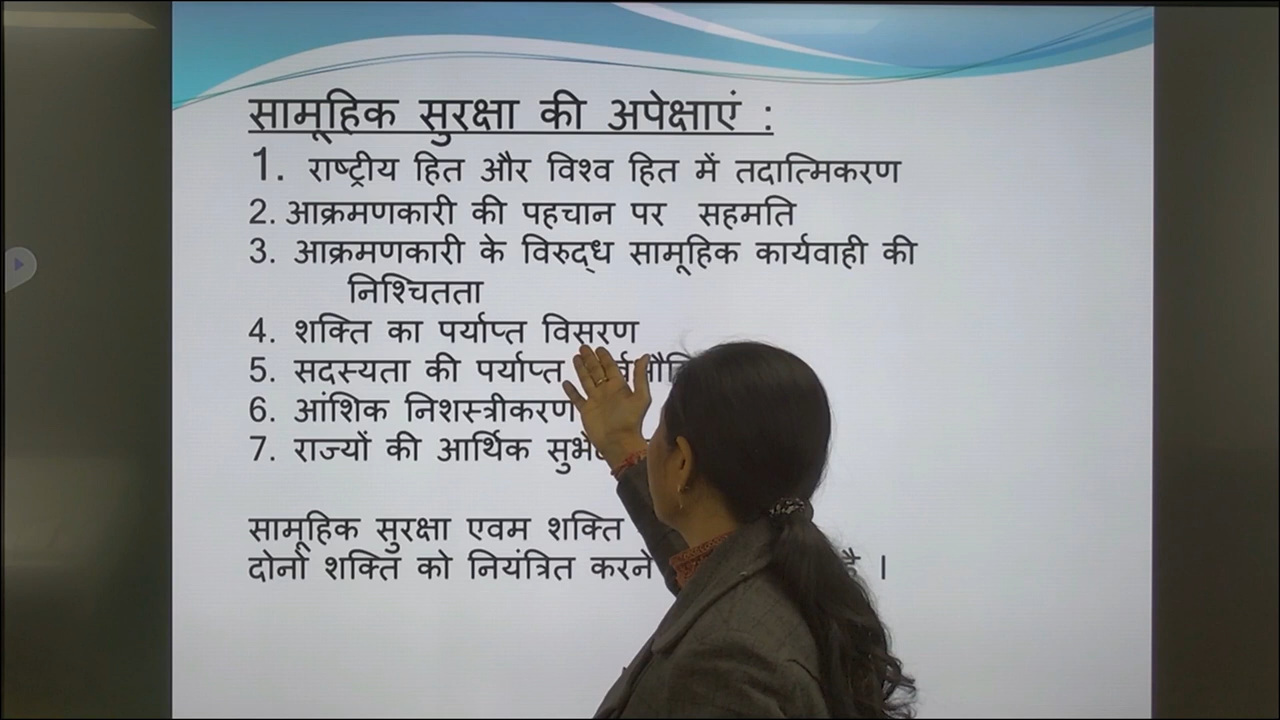 सामूहिक सुरक्षा की अपेक्षाएं :
1. राष्ट्रीय हित और विश्व हित में तदात्मिकरण
2. आक्रमणकारी की पहचान पर सहमति
3. आक्रमणकारी के विरुद्ध सामूहिक कार्यवाही की
निश्चितता
4. शक्ति का पर्याप्त विसरण
5. सदस्यता की पर्याप्त
6. आंशिक निशस्त्रीकरण
7. राज्यों की आर्थिक
सामूहिक सुरक्षा एवम शक्ति
दोनों शक्ति को नियंत्रित करने है ।